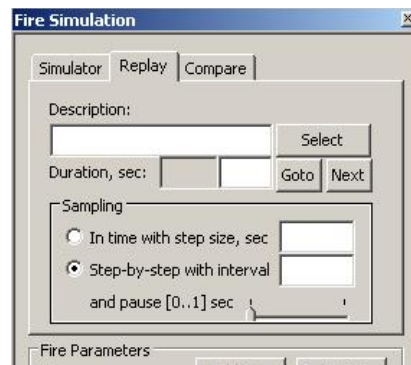 Fire Simulation
Simulator Replay Compare
Description:
Select
Duration, sec: Goto Next
Sampling
In time with step size, sec
Step-by-step with interval
and pause [0..1] sec
Fire Parameters